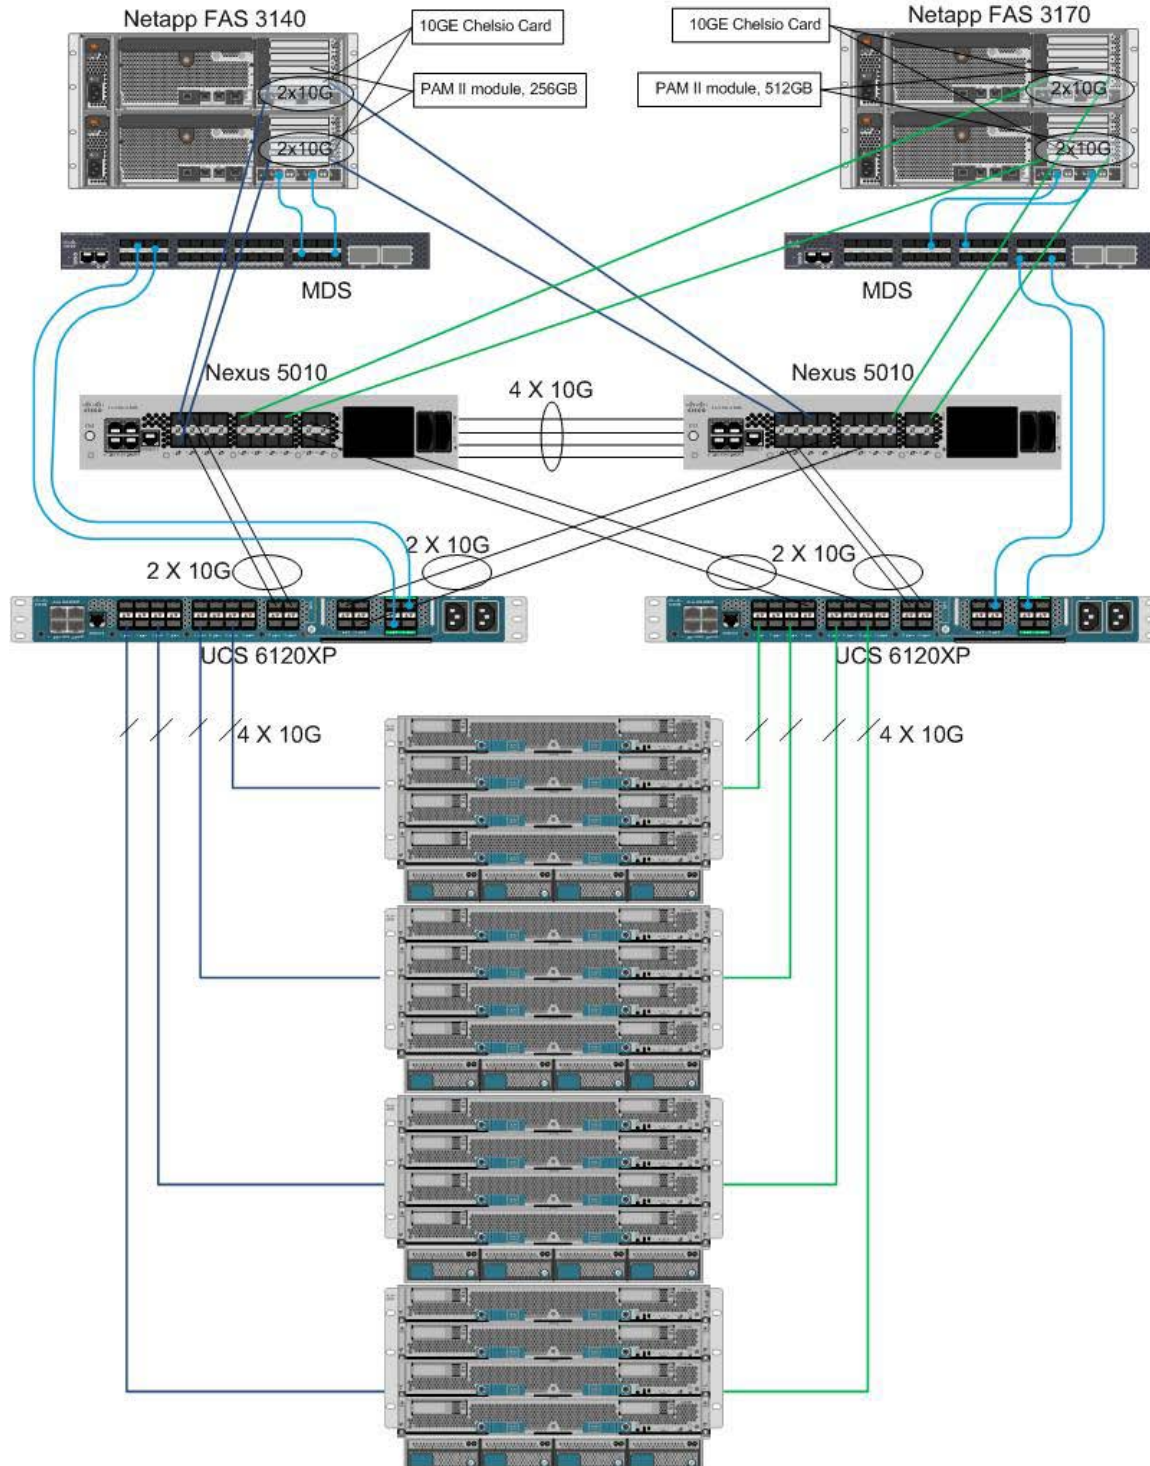 Netapp FAS 3140
10GE Chelsio Card
10GE Chelsio Card
Netapp FAS 3170
PAM II module, 256GB
PAM II module, 512GB
2x10G
2x10G
2x10G
2x10G
MDS
MDS
Nexus 5010
4 X 10G
Nexus 5010
2 X 10G
2 X 10G
2 X 10G
UCS 6120XP
UCS 6120XP
4 X 10G
4 X 10G